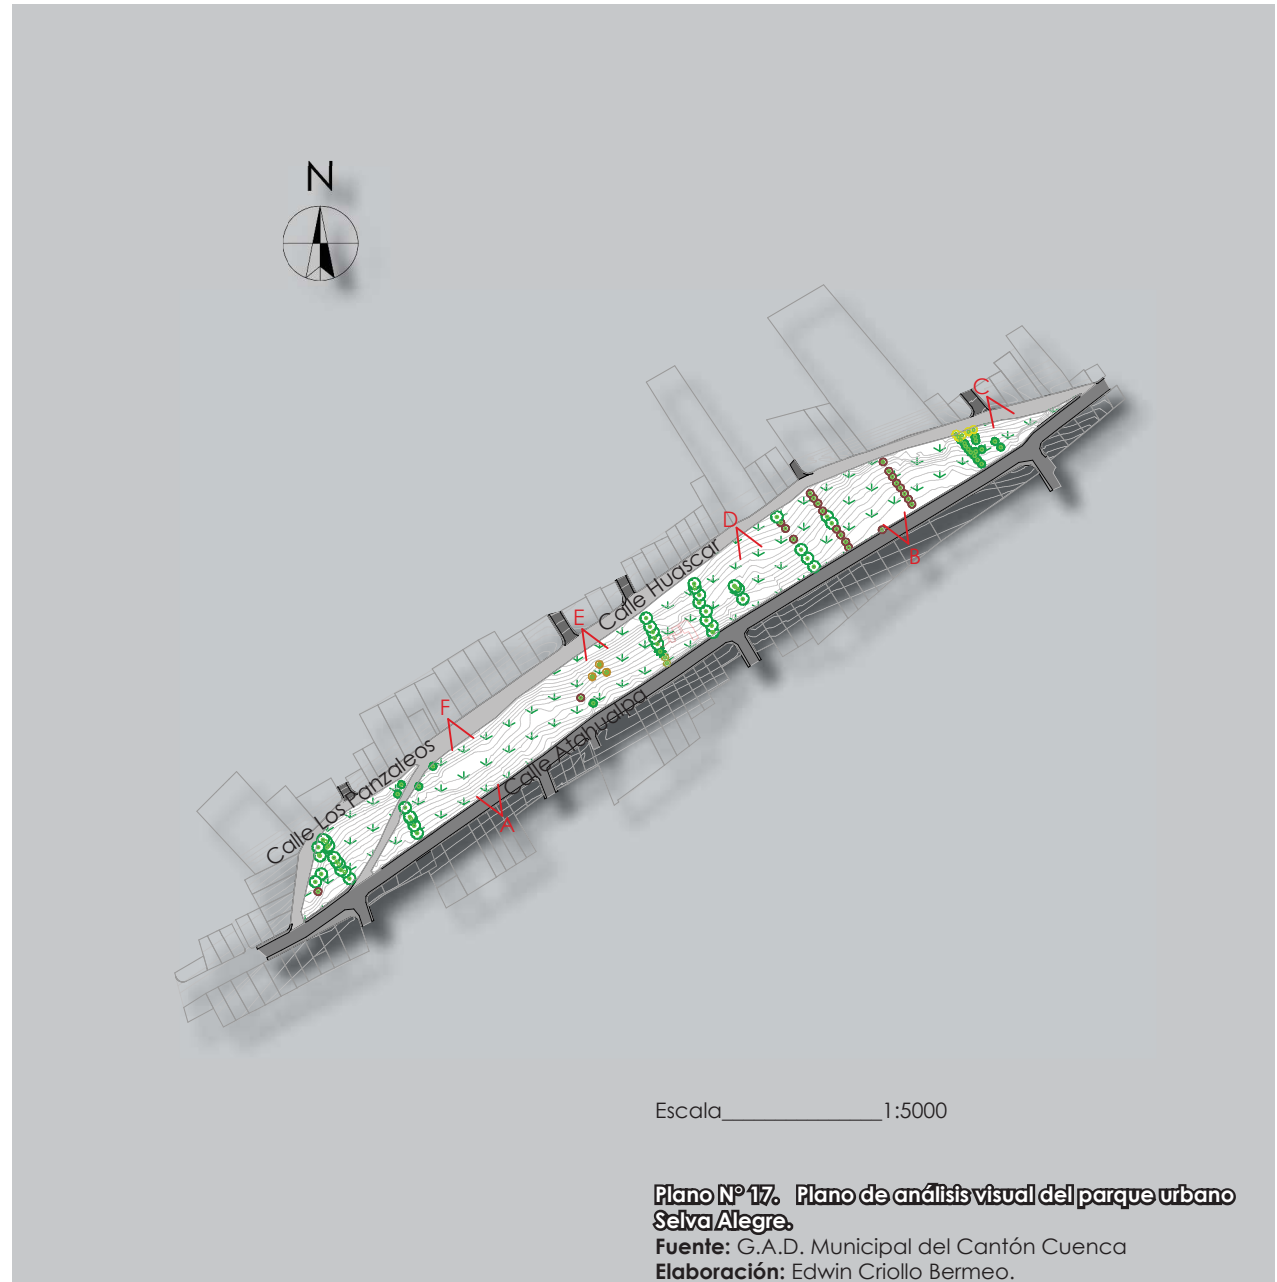 N
C
D
B
Calle Huascar
E
F
Calle Atahualpa
Calle Los Panzaleos
A
Escala_______________1:5000
Plano N° 17. Plano de análisis visual del parque urbano
Selva Alegre.
Fuente: G.A.D. Municipal del Cantón Cuenca
Elaboración: Edwin Criollo Bermeo.